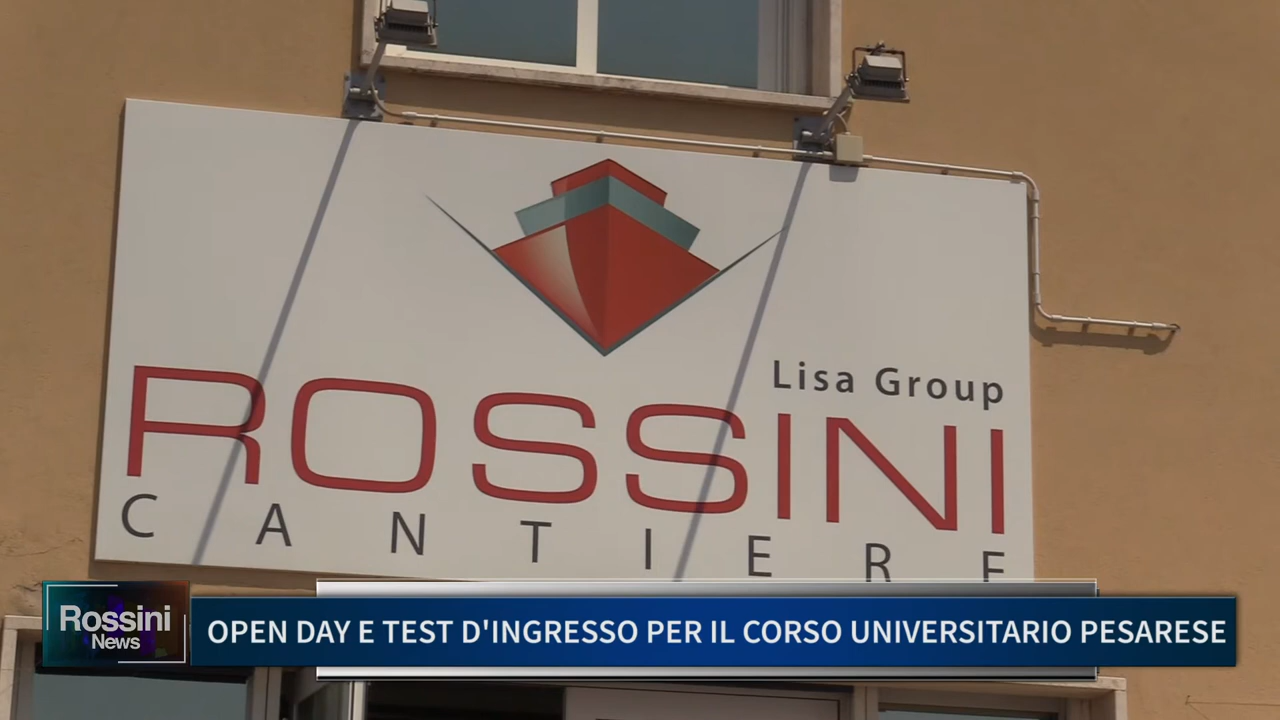 Lisa Group
ROSSINI
CANTIERE
Rossini
News
OPEN DAY E TEST D'INGRESSO PER IL CORSO UNIVERSITARIO PESARESE